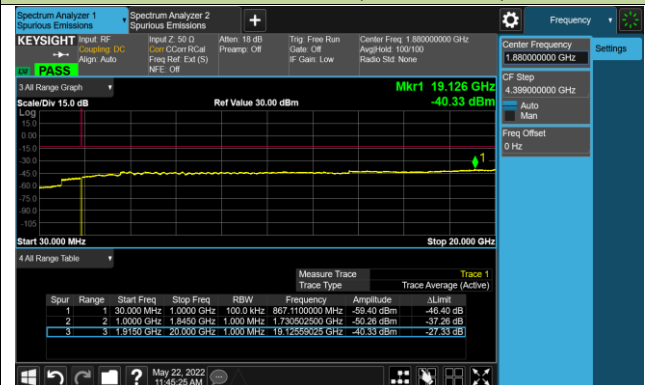 Spectrum Analyzer 1
Spurious Emissions
Spectrum Analyzer 2
Spurious Emissions
+
Frequency
KEYSIGHT
Input: RF
Coupling: DC
Align: Auto
Input Z: 50 Ω
Corr CCorr RCal
Freq Ref: Ext (S)
NFE: Off
Atten: 18 dB
Preamp: Off
Trig: Free Run
Gate: Off
IF Gain: Low
Center Freq: 1.880000000 GHz
Avg|Hold: 100/100
Radio Std: None
PASS
3 All Range Graph
Scale/Div 15.0 dB
Ref Value 30.00 dBm
Mkr1 19.126 GHz
-40.33 dBm
Log
15.0
0.00
-15.0
-30.0
-45.0
-60.0
-75.0
-90.0
-105
1
Start 30.000 MHz
Stop 20.000 GHz
4 All Range Table
Measure Trace Trace 1
Trace Type Trace Average (Active)
Spur Range Start Freq Stop Freq RBW Frequency Amplitude ΔLimit
1 1 30.000 MHz 1.0000 GHz 100.0 kHz 867.1100000 MHz -59.40 dBm -46.40 dB
2 2 1.0000 GHz 1.8450 GHz 1.000 MHz 1.730502500 GHz -50.26 dBm -37.26 dB
3 3 1.9150 GHz 20.000 GHz 1.000 MHz 19.12559025 GHz -40.33 dBm -27.33 dB
Center Frequency
1.880000000 GHz
CF Step
4.399000000 GHz
Auto
Man
Freq Offset
0 Hz
Settings
?
May 22, 2022
11:45:25 AM